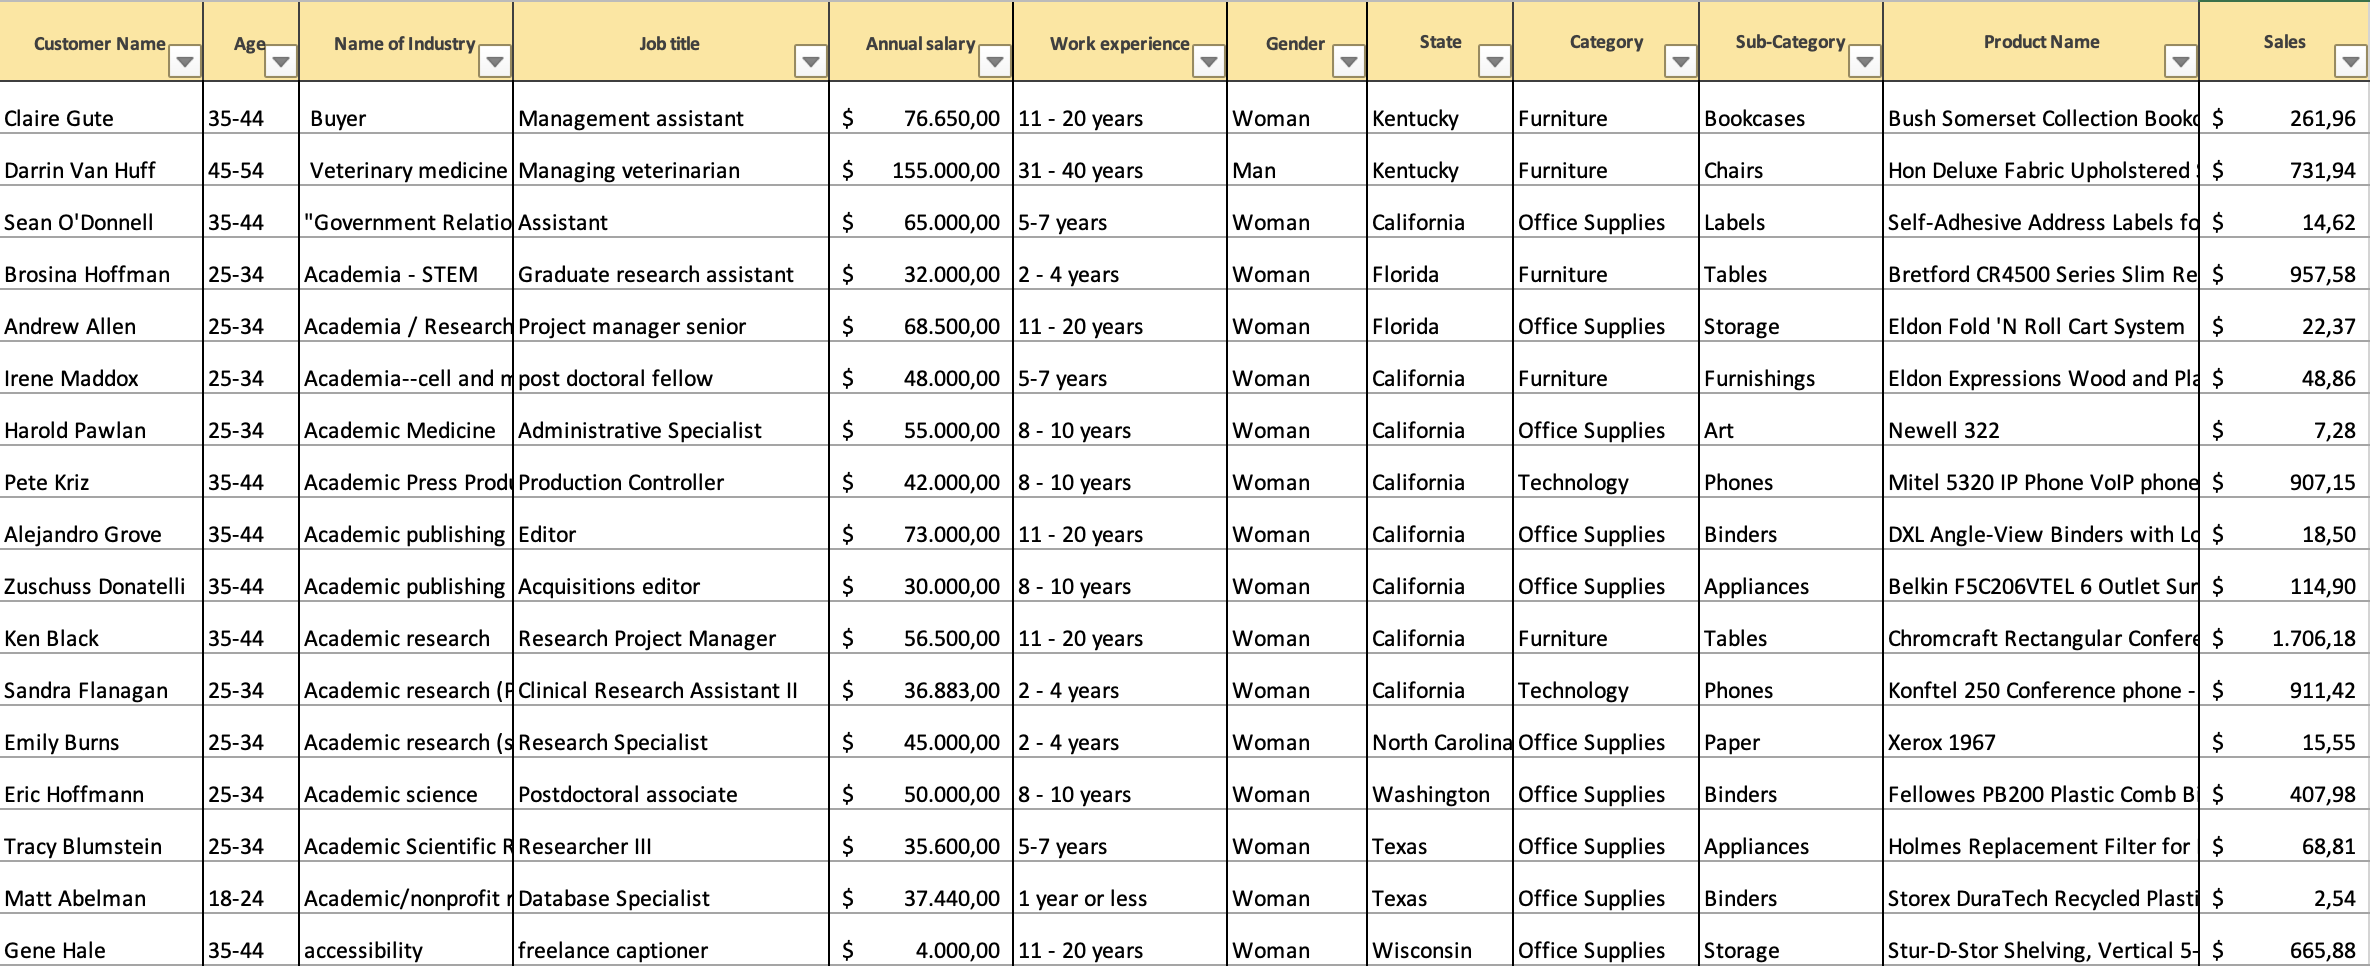 Customer Name Age Name of Industry Job title Annual salary Work experience Gender State Category Sub-Category Product Name Sales
Claire Gute 35-44 Buyer Management assistant $ 76.650,00 11 - 20 years Woman Kentucky Furniture Bookcases Bush Somerset Collection $ 261,96
Darrin Van Huff 45-54 Veterinary medicine Managing veterinarian $ 155.000,00 31 - 40 years Man Kentucky Furniture Chairs Hon Deluxe Fabric Upholstered $ 731,94
Sean O'Donnell 35-44 "Government Relatio Assistant $ 65.000,00 5-7 years Woman California Office Supplies Labels Self-Adhesive Address Labels fo $ 14,62
Brosina Hoffman 25-34 Academia - STEM Graduate research assistant $ 32.000,00 2 - 4 years Woman Florida Furniture Tables Bretford CR4500 Series Slim Re $ 957,58
Andrew Allen 25-34 Academia / Research Project manager senior $ 68.500,00 11 - 20 years Woman Florida Office Supplies Storage Eldon Fold 'N Roll Cart System $ 22,37
Irene Maddox 25-34 Academia--cell and post doctoral fellow $ 48.000,00 5-7 years Woman California Furniture Furnishings Eldon Expressions Wood and Pla $ 48,86
Harold Pawlan 25-34 Academic Medicine Administrative Specialist $ 55.000,00 8 - 10 years Woman California Office Supplies Art Newell 322 $ 7,28
Pete Kriz 35-44 Academic Press Produ Production Controller $ 42.000,00 8 - 10 years Woman California Technology Phones Mitel 5320 IP Phone VoIP phone $ 907,15
Alejandro Grove 35-44 Academic publishing Editor $ 73.000,00 11 - 20 years Woman California Office Supplies Binders DXL Angle-View Binders with Lo $ 18,50
Zuschuss Donatelli 35-44 Academic publishing Acquisitions editor $ 30.000,00 8 - 10 years Woman California Office Supplies Appliances Belkin F5C206VTEL 6 Outlet Sur $ 114,90
Ken Black 35-44 Academic research Research Project Manager $ 56.500,00 11 - 20 years Woman California Furniture Tables Chromcraft Rectangular Confere $ 1.706,18
Sandra Flanagan 25-34 Academic research Clinical Research Assistant II $ 36.883,00 2 - 4 years Woman California Technology Phones Konftel 250 Conference phone - $ 911,42
Emily Burns 25-34 Academic research (s Research Specialist $ 45.000,00 2 - 4 years Woman North Carolina Office Supplies Paper Xerox 1967 $ 15,55
Eric Hoffmann 25-34 Academic science Postdoctoral associate $ 50.000,00 8 - 10 years Woman Washington Office Supplies Binders Fellowes PB200 Plastic Comb $ 407,98
Tracy Blumstein 25-34 Academic Scientific R Researcher III $ 35.600,00 5-7 years Woman Texas Office Supplies Appliances Holmes Replacement Filter for $ 68,81
Matt Abelman 18-24 Academic/nonprofit Database Specialist $ 37.440,00 1 year or less Woman Texas Office Supplies Binders Storex DuraTech Recycled Plasti $ 2,54
Gene Hale 35-44 accessibility freelance captioner $ 4.000,00 11 - 20 years Woman Wisconsin Office Supplies Storage Stur-D-Stor Shelving, Vertical 5- $ 665,88